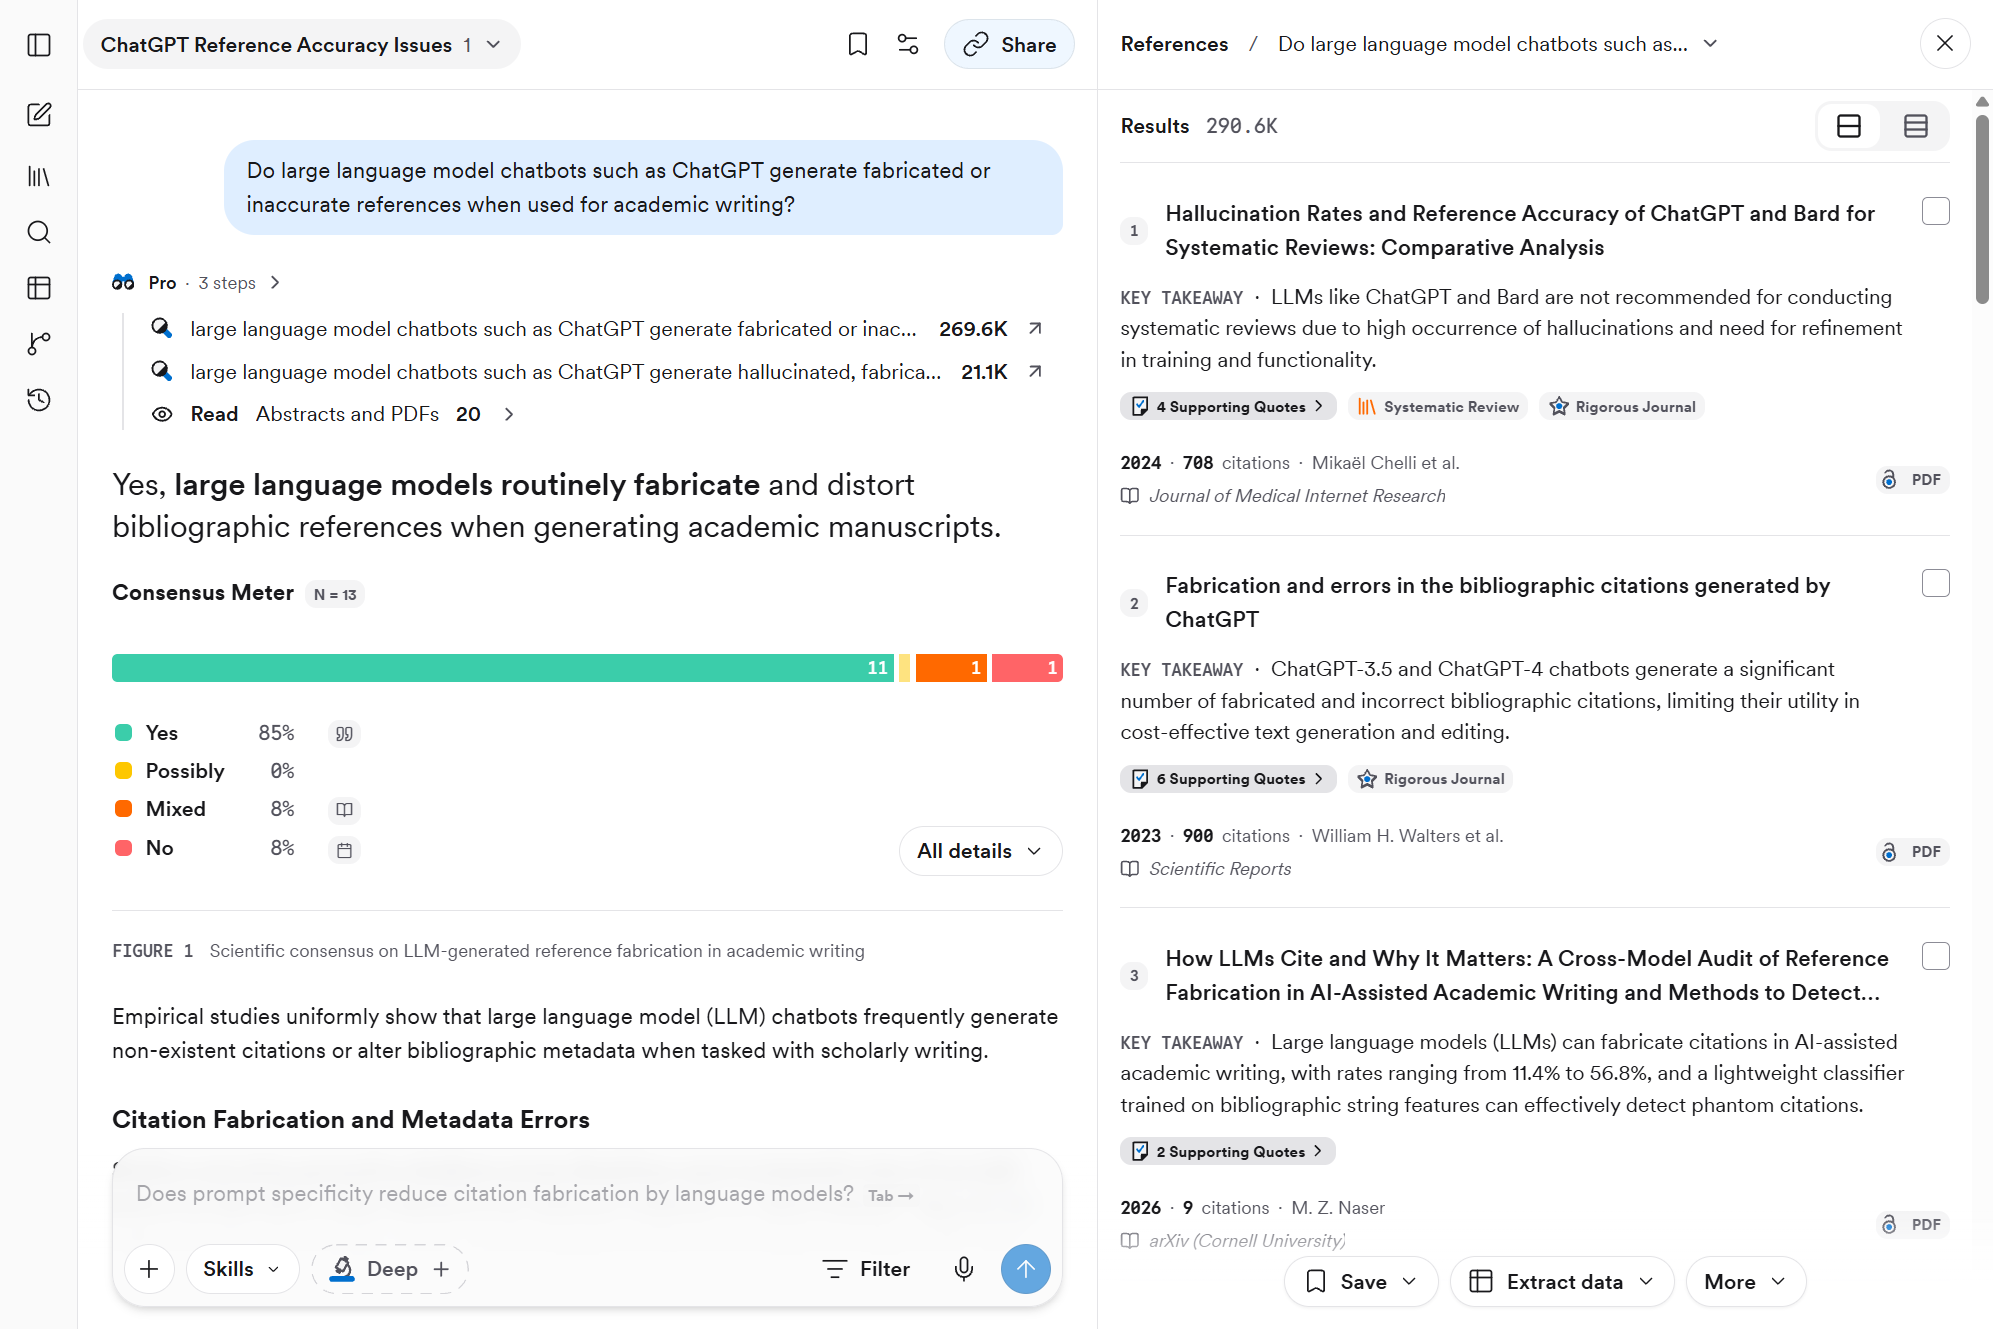 ChatGPT Reference Accuracy Issues 1
Share
Do large language model chatbots such as ChatGPT generate fabricated or
inaccurate references when used for academic writing?
Pro · 3 steps
large language model chatbots such as ChatGPT generate fabricated or inac... 269.6K
large language model chatbots such as ChatGPT generate hallucinated, fabrica... 21.1K
Read Abstracts and PDFs 20
Yes, large language models routinely fabricate and distort
bibliographic references when generating academic manuscripts.
Consensus Meter N = 13
11 1 1
Yes 85%
Possibly 0%
Mixed 8%
No 8%
All details
FIGURE 1 Scientific consensus on LLM-generated reference fabrication in academic writing
Empirical studies uniformly show that large language model (LLM) chatbots frequently generate
non-existent citations or alter bibliographic metadata when tasked with scholarly writing.
Citation Fabrication and Metadata Errors
Does prompt specificity reduce citation fabrication by language models? Tab →
Skills Deep Filter
References / Do large language model chatbots such as...
Results 290.6K
1 Hallucination Rates and Reference Accuracy of ChatGPT and Bard for
Systematic Reviews: Comparative Analysis
KEY TAKEAWAY · LLMs like ChatGPT and Bard are not recommended for conducting
systematic reviews due to high occurrence of hallucinations and need for refinement
in training and functionality.
4 Supporting Quotes Systematic Review Rigorous Journal
2024 · 708 citations · Mikaël Chelli et al.
Journal of Medical Internet Research PDF
2 Fabrication and errors in the bibliographic citations generated by
ChatGPT
KEY TAKEAWAY · ChatGPT-3.5 and ChatGPT-4 chatbots generate a significant
number of fabricated and incorrect bibliographic citations, limiting their utility in
cost-effective text generation and editing.
6 Supporting Quotes Rigorous Journal
2023 · 900 citations · William H. Walters et al.
Scientific Reports PDF
3 How LLMs Cite and Why It Matters: A Cross-Model Audit of Reference
Fabrication in AI-Assisted Academic Writing and Methods to Detect...
KEY TAKEAWAY · Large language models (LLMs) can fabricate citations in AI-assisted
academic writing, with rates ranging from 11.4% to 56.8%, and a lightweight classifier
trained on bibliographic string features can effectively detect phantom citations.
2 Supporting Quotes
2026 · 9 citations · M. Z. Naser
arXiv (Cornell University) PDF
Save Extract data More